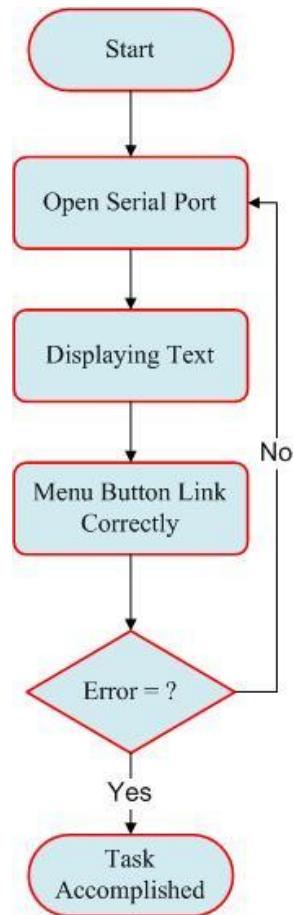 Start
Open Serial Port
Displaying Text
Menu Button Link
Correctly
No
Error = ?
Yes
Task
Accomplished